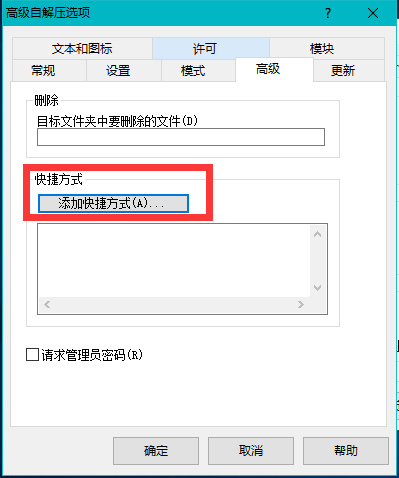 高级自解压选项
文本和图标 许可 模块
常规 设置 模式 高级 更新
删除
目标文件夹中要删除的文件(D)
快捷方式
添加快捷方式(A)...
请求管理员密码(R)
确定 取消 帮助